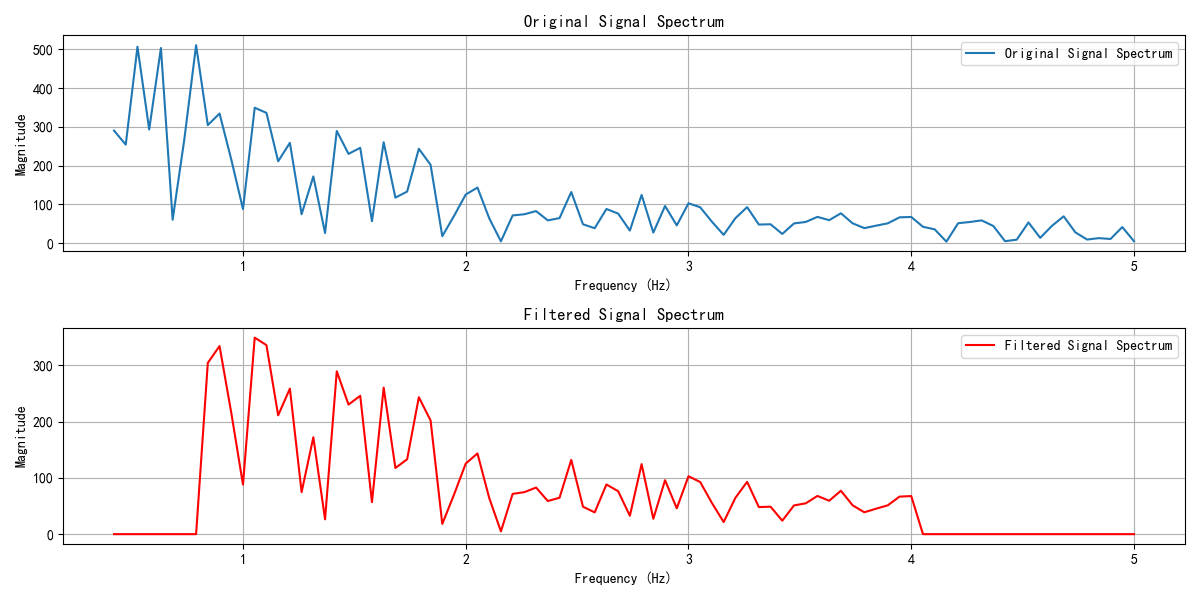 Original Signal Spectrum
500
400
300
200
100
0
Magnitude
Original Signal Spectrum
1
2
3
4
5
Frequency (Hz)
Filtered Signal Spectrum
300
200
100
0
Magnitude
Filtered Signal Spectrum
1
2
3
4
5
Frequency (Hz)